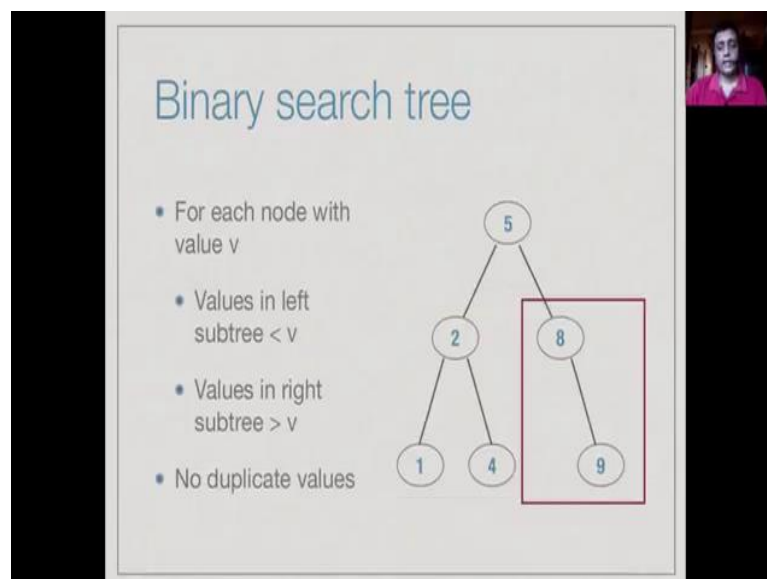 Binary search tree
• For each node with
value v
• Values in left
subtree < v
• Values in right
subtree > v
• No duplicate values
5
2
8
1
4
9